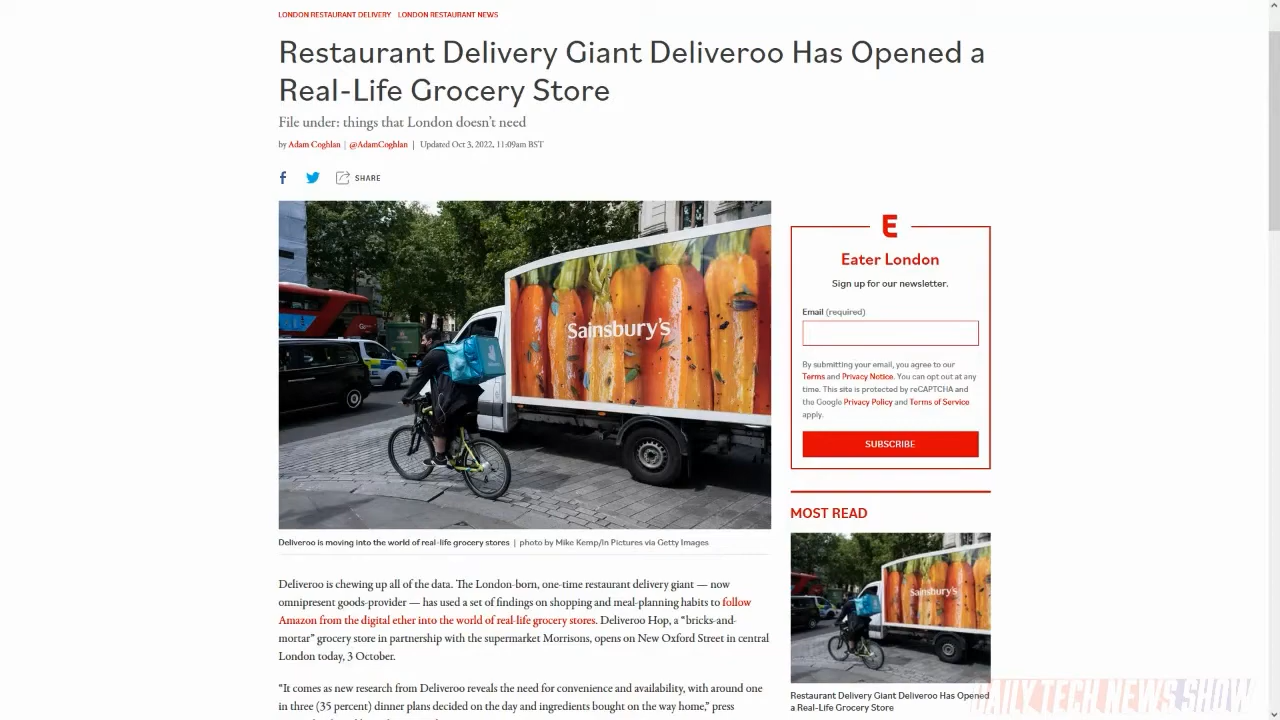 LONDON RESTAURANT DELIVERY LONDON RESTAURANT NEWS
Restaurant Delivery Giant Deliveroo Has Opened a
Real-Life Grocery Store
File under: things that London doesn't need
by Adam Coghlan | @AdamCoghlan | Updated Oct 3, 2022, 11:09am BST
SHARE
Sainsbury's
Deliveroo is moving into the world of real-life grocery stores | photo by Mike Kemp/In Pictures via Getty Images
Deliveroo is chewing up all of the data. The London-born, one-time restaurant delivery giant — now
omnipresent goods-provider — has used a set of findings on shopping and meal-planning habits to follow
Amazon from the digital ether into the world of real-life grocery stores. Deliveroo Hop, a “bricks-and-
mortar” grocery store in partnership with the supermarket Morrisons, opens on New Oxford Street in central
London today, 3 October.
“It comes as new research from Deliveroo reveals the need for convenience and availability, with around one
in three (35 percent) dinner plans decided on the day and ingredients bought on the way home,” press
E
Eater London
Sign up for our newsletter.
Email (required)
By submitting your email, you agree to our
Terms and Privacy Notice. You can opt out at any
time. This site is protected by reCAPTCHA and
the Google Privacy Policy and Terms of Service
apply.
SUBSCRIBE
MOST READ
Sainsbury's
Restaurant Delivery Giant Deliveroo Has Opened
a Real-Life Grocery Store
DAILY TECH NEWS SHOW